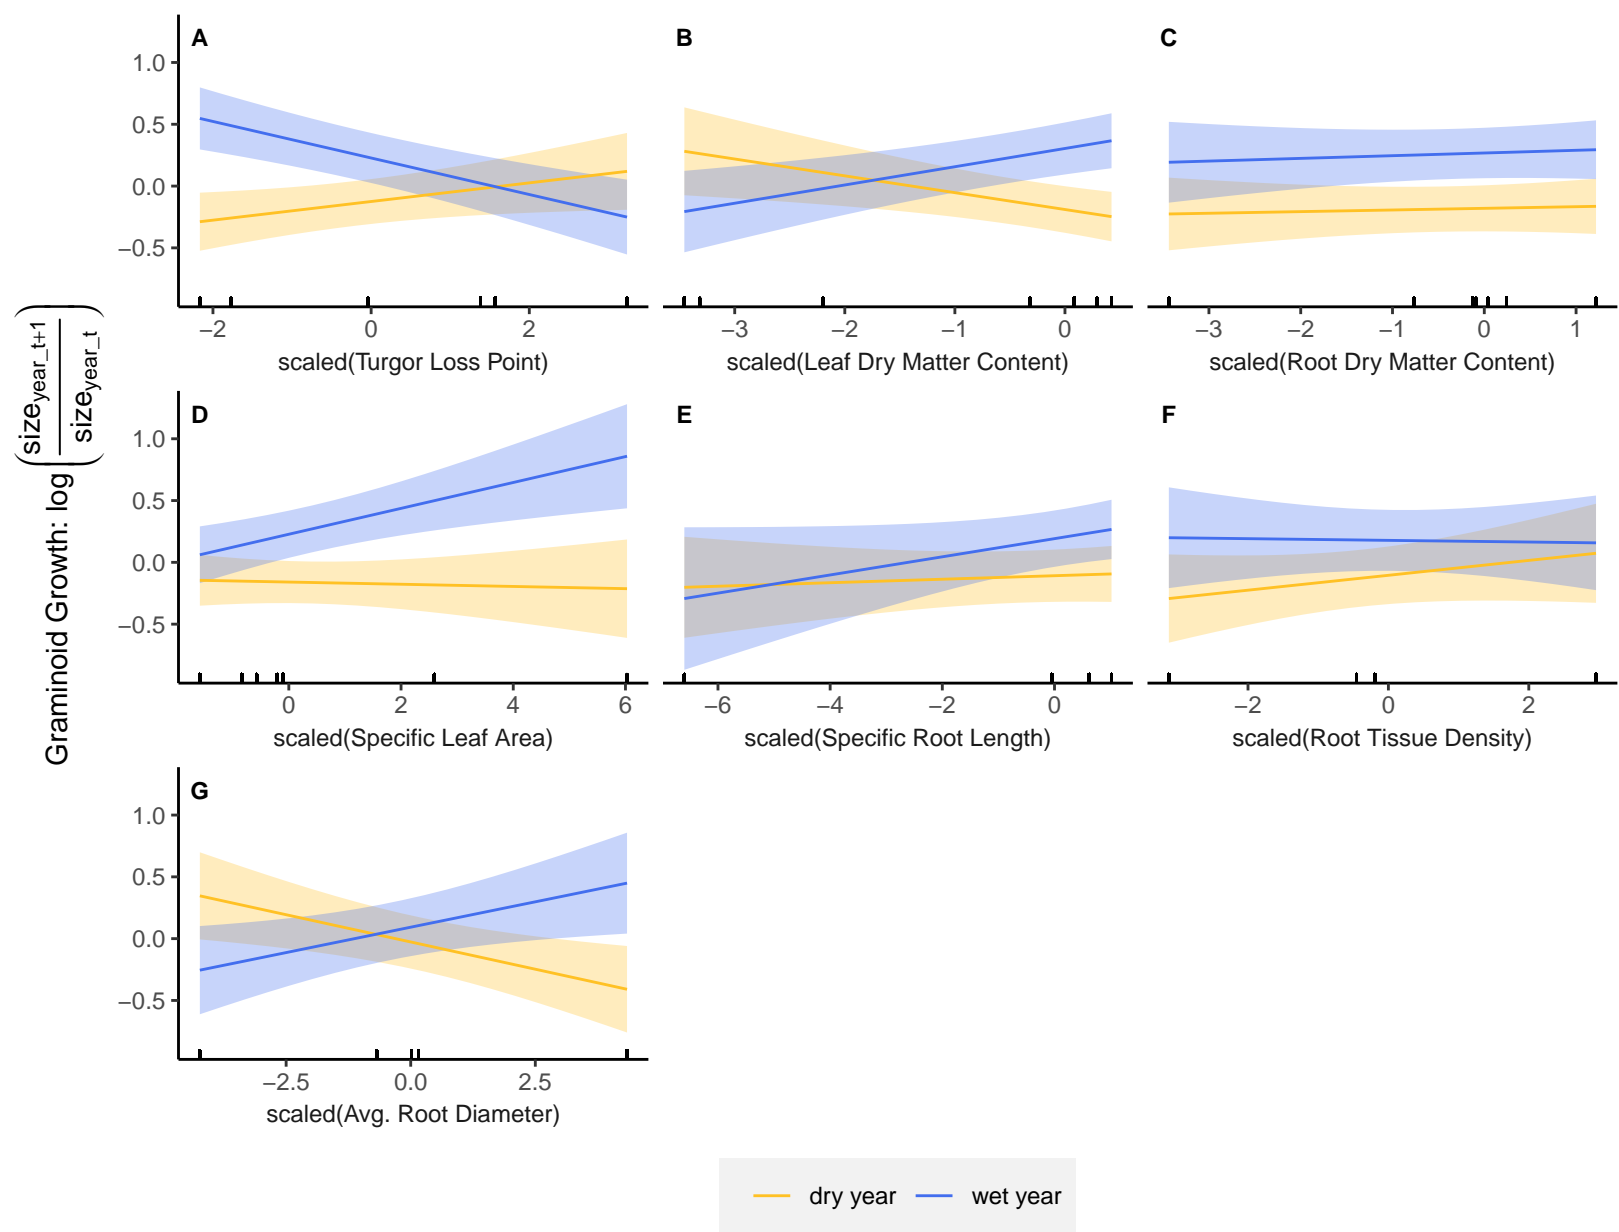 Graminoid Growth: log(size_year_t+1 / size_year_t)
A
B
C
1.0
0.5
0.0
−0.5
−2 0 2
−3 −2 −1 0
−3 −2 −1 0 1
scaled(Turgor Loss Point)
scaled(Leaf Dry Matter Content)
scaled(Root Dry Matter Content)
D
E
F
1.0
0.5
0.0
−0.5
0 2 4 6
−6 −4 −2 0
−2 0 2
scaled(Specific Leaf Area)
scaled(Specific Root Length)
scaled(Root Tissue Density)
G
1.0
0.5
0.0
−0.5
−2.5 0.0 2.5
scaled(Avg. Root Diameter)
dry year
wet year